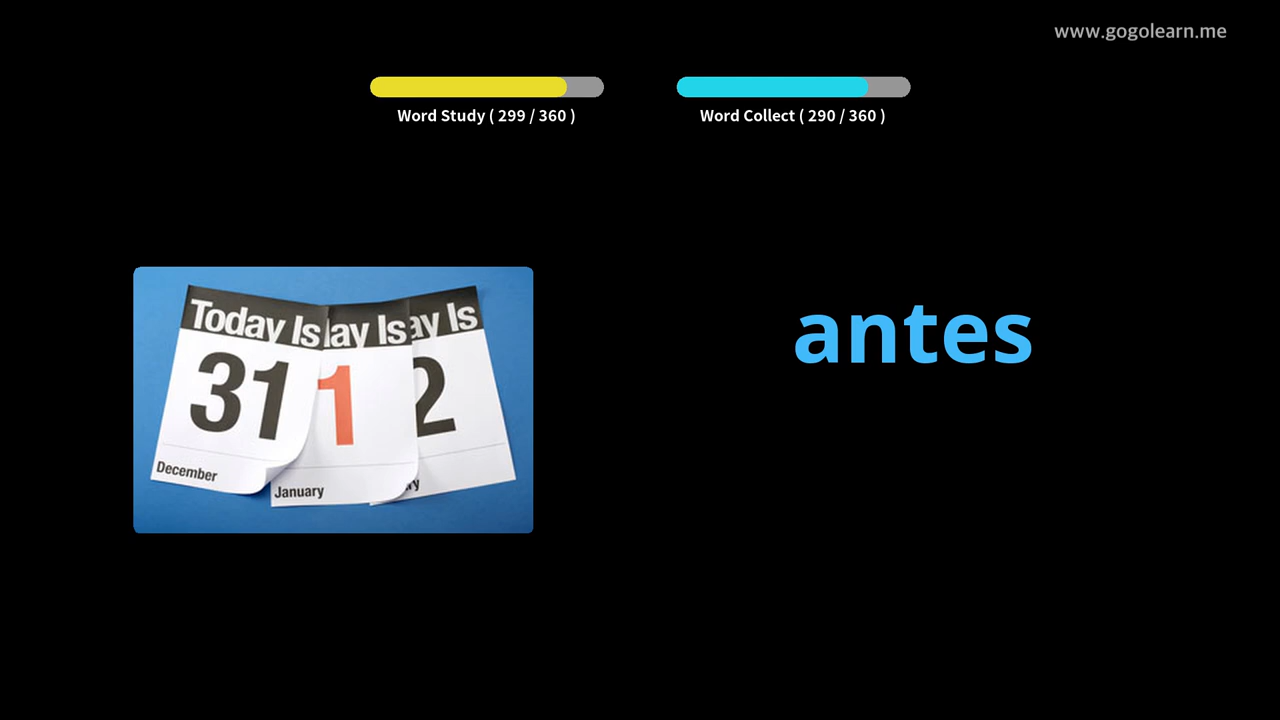 www.gogolearn.me
Word Study ( 299 / 360 )
Word Collect ( 290 / 360 )
Today Is
ay Is
ay Is
31
1
2
December
January
ry
antes